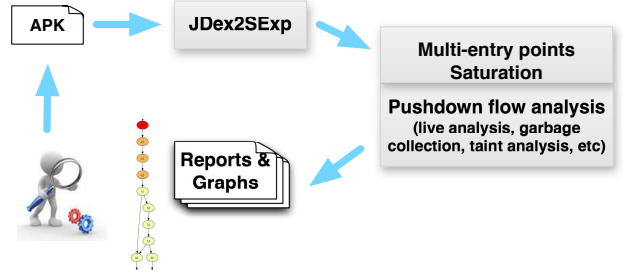 APK
JDex2SExp
Multi-entry points
Saturation
Pushdown flow analysis
(live analysis, garbage
collection, taint analysis, etc)
Reports &
Graphs